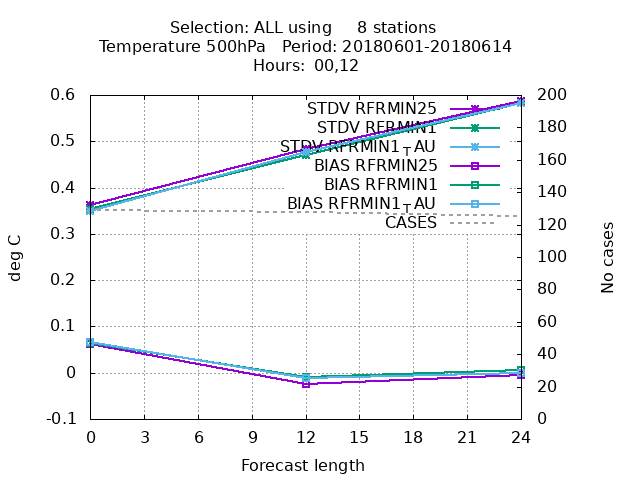 Selection: ALL using     8 stations
Temperature 500hPa   Period: 20180601-20180614
Hours:  00,12
STDV RFRMIN25
STDV RFRMIN1
STDV RFRMIN1┬AU
BIAS RFRMIN25
BIAS RFRMIN1
BIAS RFRMIN1┬AU
CASES
0.6
0.5
0.4
0.3
0.2
0.1
0
-0.1
deg C
200
180
160
140
120
100
80
60
40
20
0
No cases
0 3 6 9 12 15 18 21 24
Forecast length